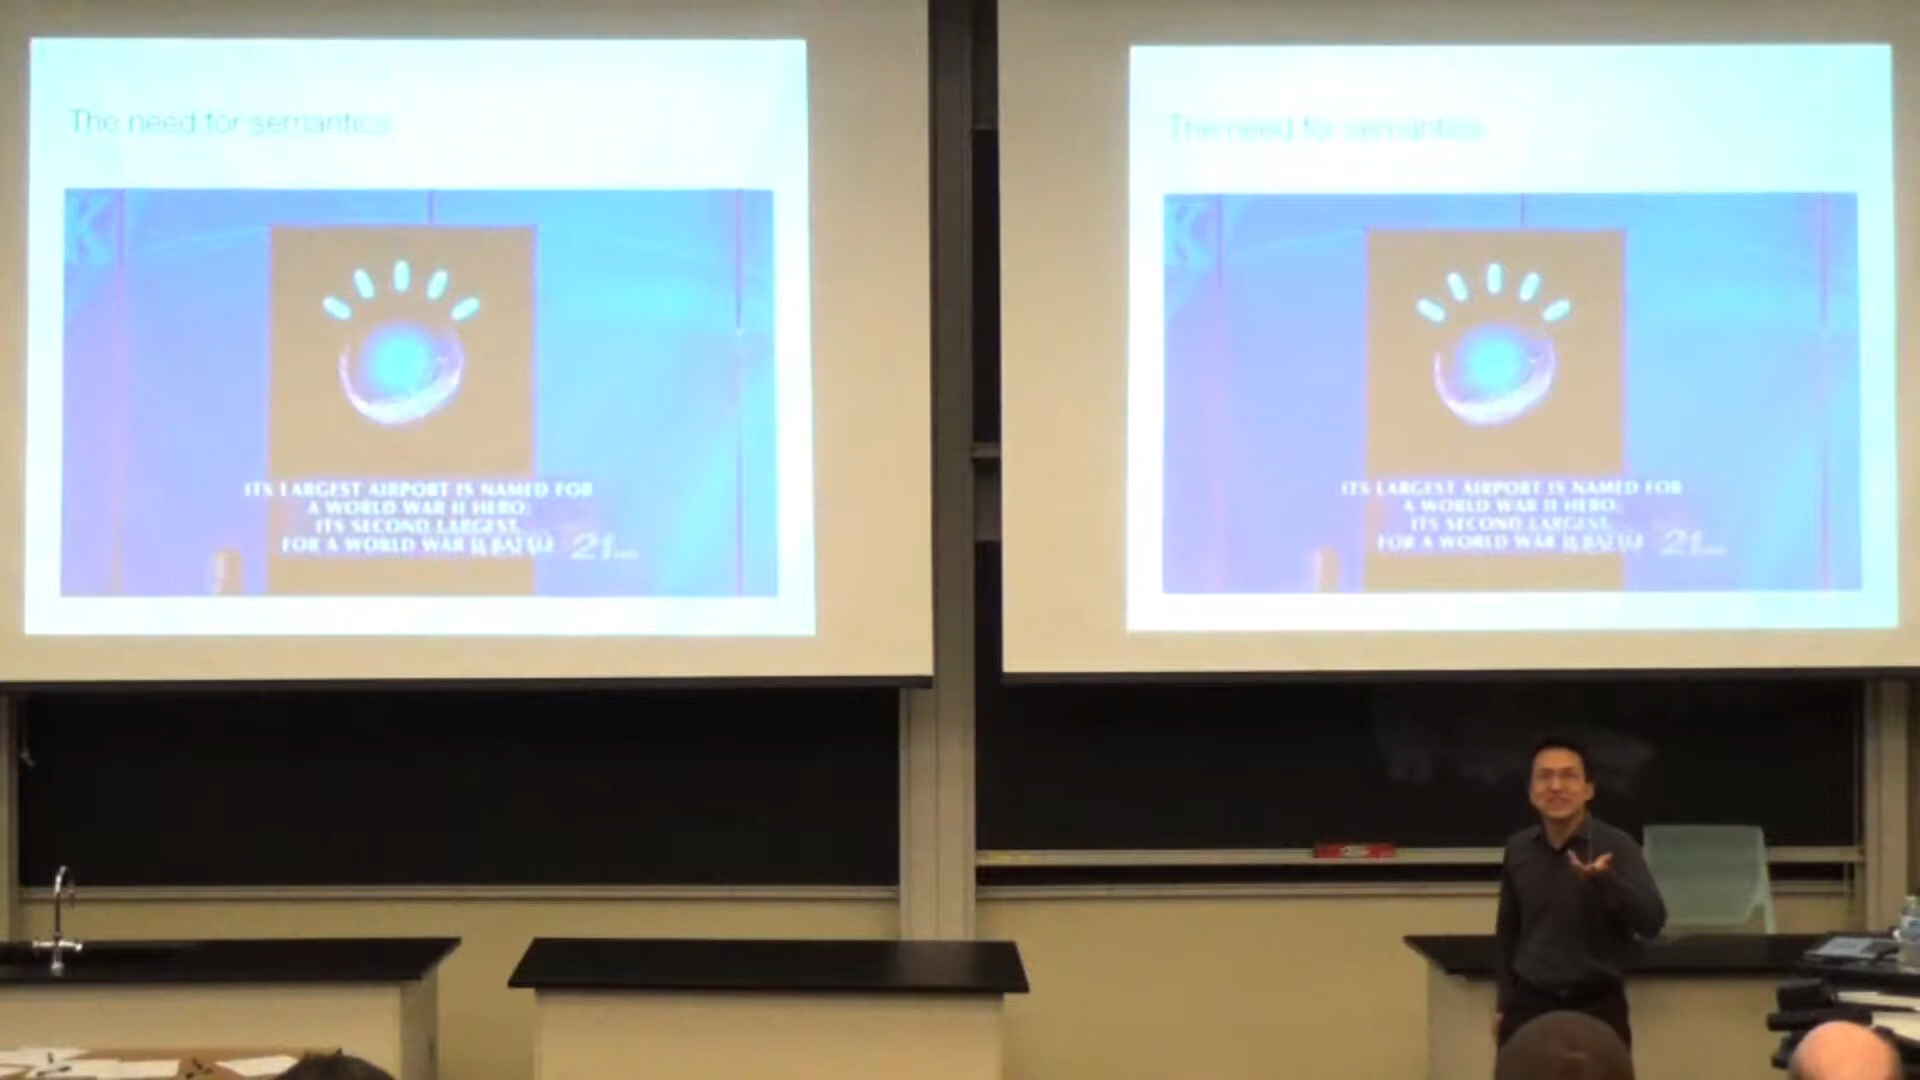 The need for semantics
ITS LARGEST AIRPORT IS NAMED FOR
A WORLD WAR II HERO;
ITS SECOND LARGEST,
FOR A WORLD WAR II BATTLE
21
The need for semantics
ITS LARGEST AIRPORT IS NAMED FOR
A WORLD WAR II HERO;
ITS SECOND LARGEST,
FOR A WORLD WAR II BATTLE
21